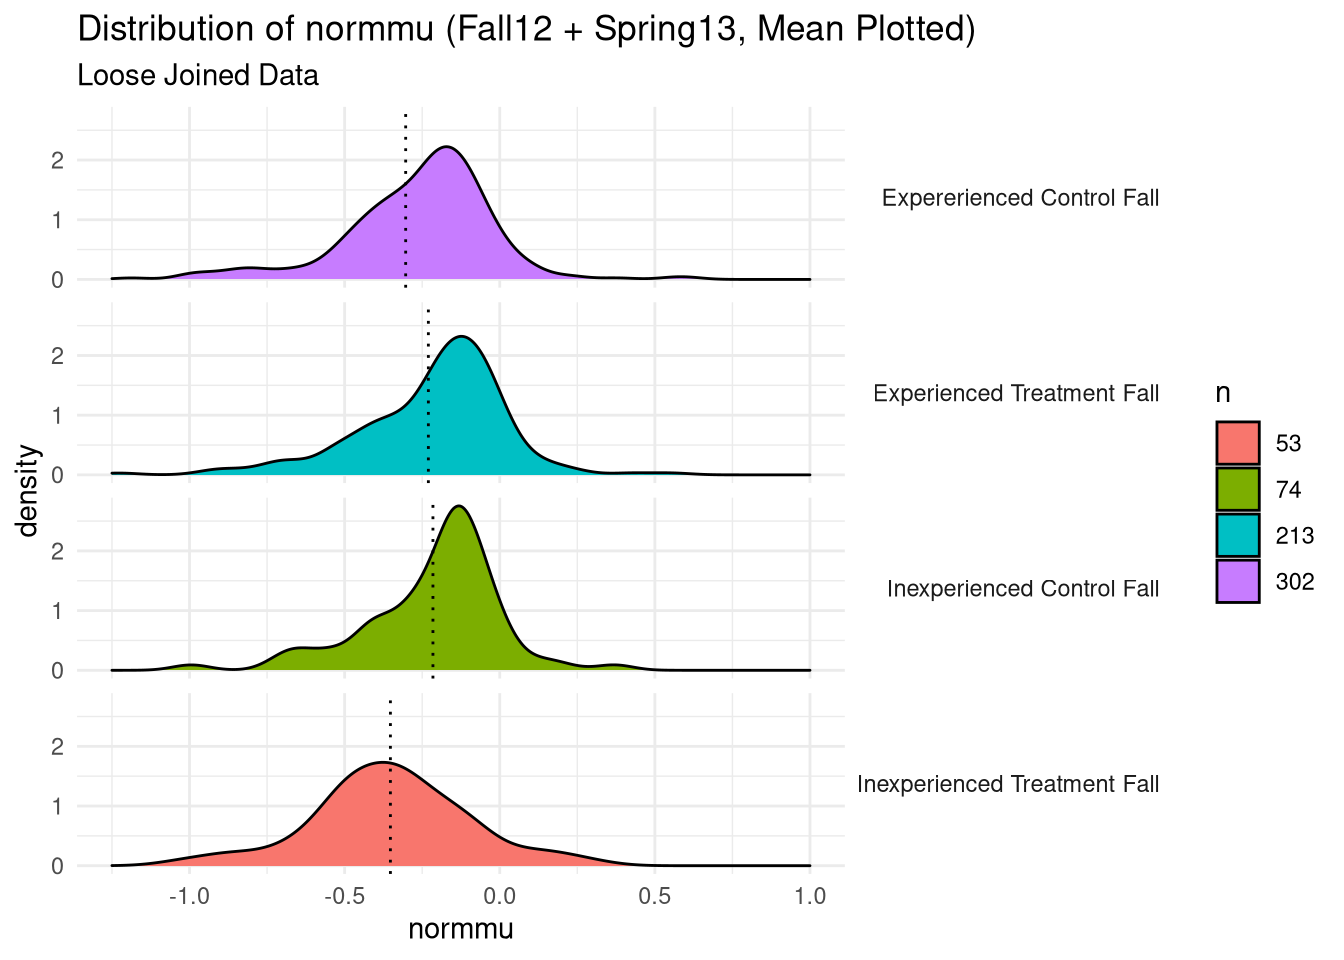 Distribution of normmu (Fall12 + Spring13, Mean Plotted)
Loose Joined Data
2
1
0
Expererienced Control Fall
2
1
0
Experienced Treatment Fall
2
1
0
Inexperienced Control Fall
2
1
0
Inexperienced Treatment Fall
-1.0 -0.5 0.0 0.5 1.0
normmu
density
n
53
74
213
302